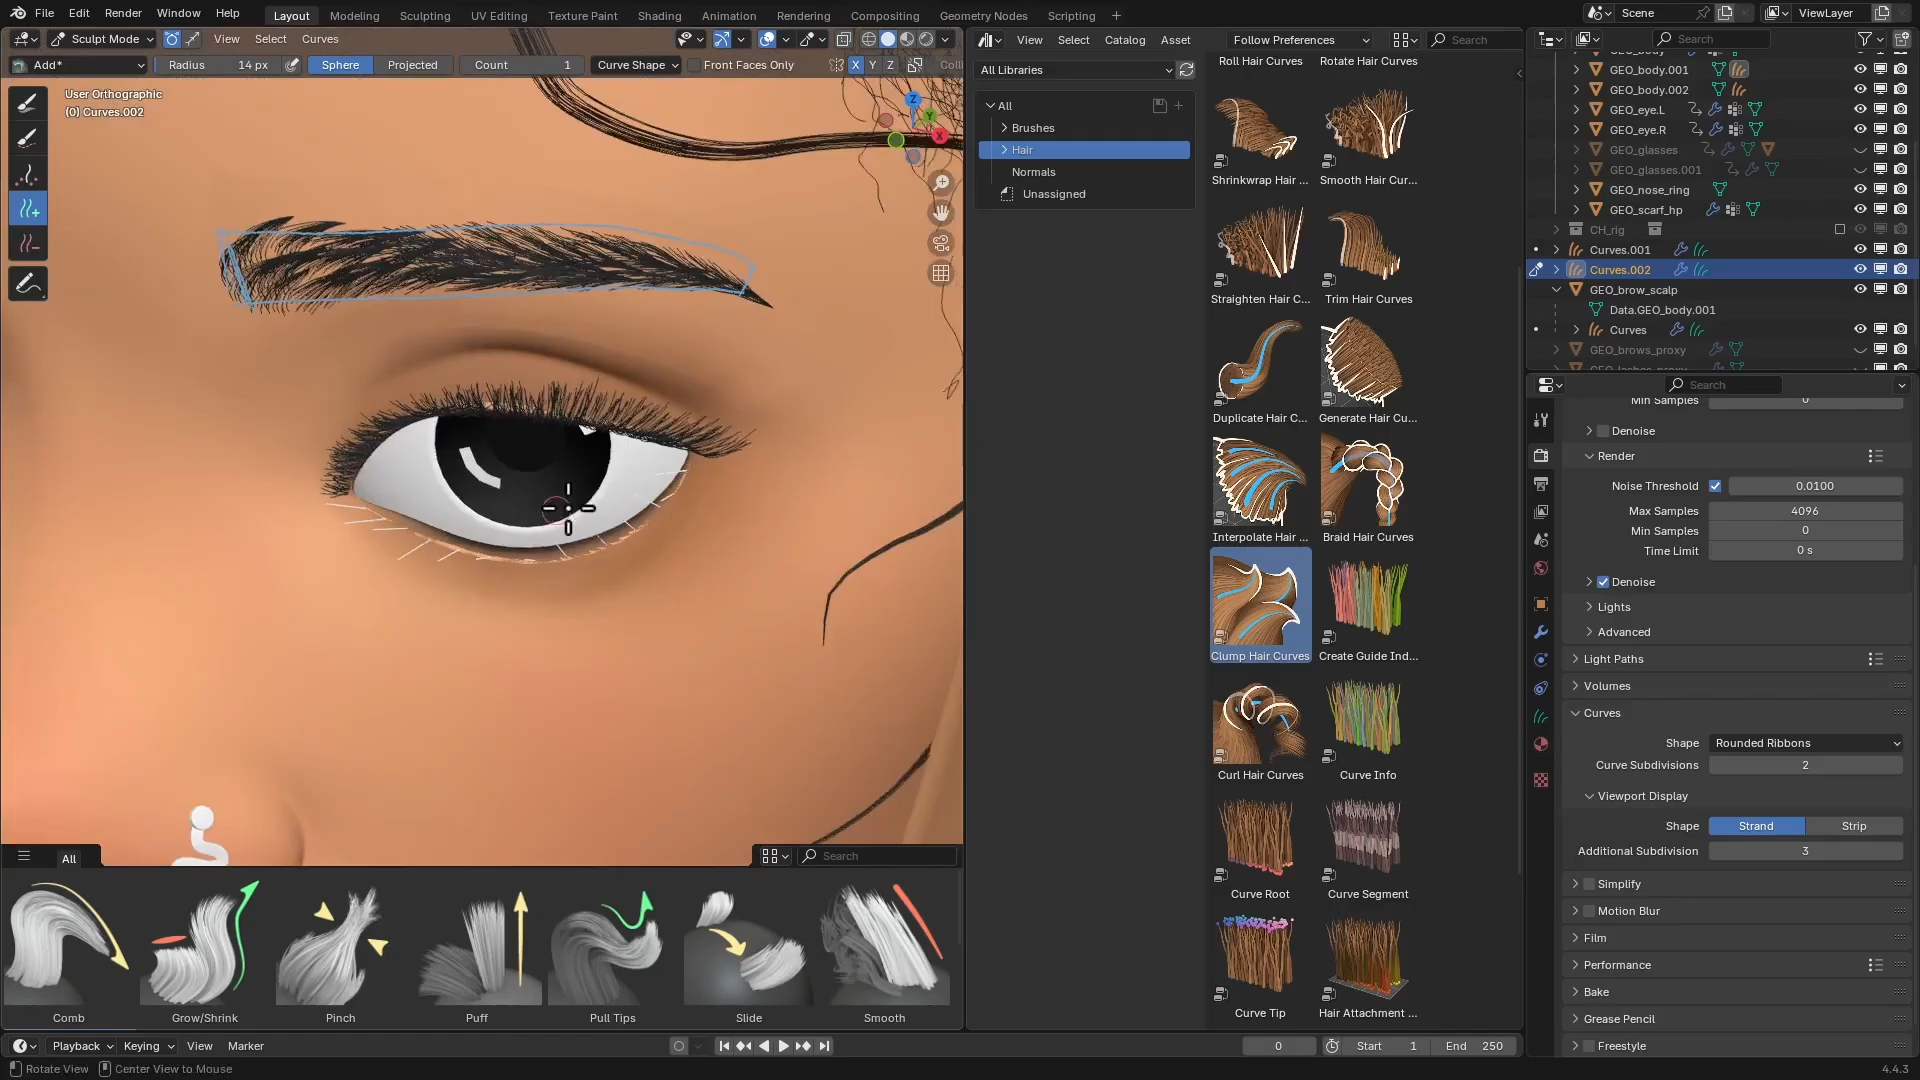 File Edit Render Window Help Layout Modeling Sculpting UV Editing Texture Paint Shading Animation Rendering Compositing Geometry Nodes Scripting + Scene ViewLayer
Sculpt Mode View Select Curves
Add* Radius 14 px Sphere Projected Count 1 Curve Shape Front Faces Only X Y Z
User Orthographic
(0) Curves.002
Z
Y
X
All
Search
Comb
Grow/Shrink
Pinch
Puff
Pull Tips
Slide
Smooth
View Select Catalog Asset Follow Preferences Search
All Libraries
All
Brushes
Hair
Normals
Unassigned
Roll Hair Curves
Rotate Hair Curves
Shrinkwrap Hair ...
Smooth Hair Cur...
Straighten Hair C...
Trim Hair Curves
Duplicate Hair C...
Generate Hair Cu...
Interpolate Hair ...
Braid Hair Curves
Clump Hair Curves
Create Guide Ind...
Curl Hair Curves
Curve Info
Curve Root
Curve Segment
Curve Tip
Hair Attachment ...
Search
GEO_body
GEO_body.001
GEO_body.002
GEO_eye.L
GEO_eye.R
GEO_glasses
GEO_glasses.001
GEO_nose_ring
GEO_scarf_hp
CH_rig
Curves.001
Curves.002
GEO_brow_scalp
Data.GEO_body.001
Curves
GEO_brows_proxy
Search
Min Samples 0
Denoise
Render
Noise Threshold 0.0100
Max Samples 4096
Min Samples 0
Time Limit 0 s
Denoise
Lights
Advanced
Light Paths
Volumes
Curves
Shape Rounded Ribbons
Curve Subdivisions 2
Viewport Display
Shape Strand Strip
Additional Subdivision 3
Simplify
Motion Blur
Film
Performance
Bake
Grease Pencil
Freestyle
Playback Keying View Marker 0 Start 1 End 250
Rotate View Center View to Mouse 4.4.3